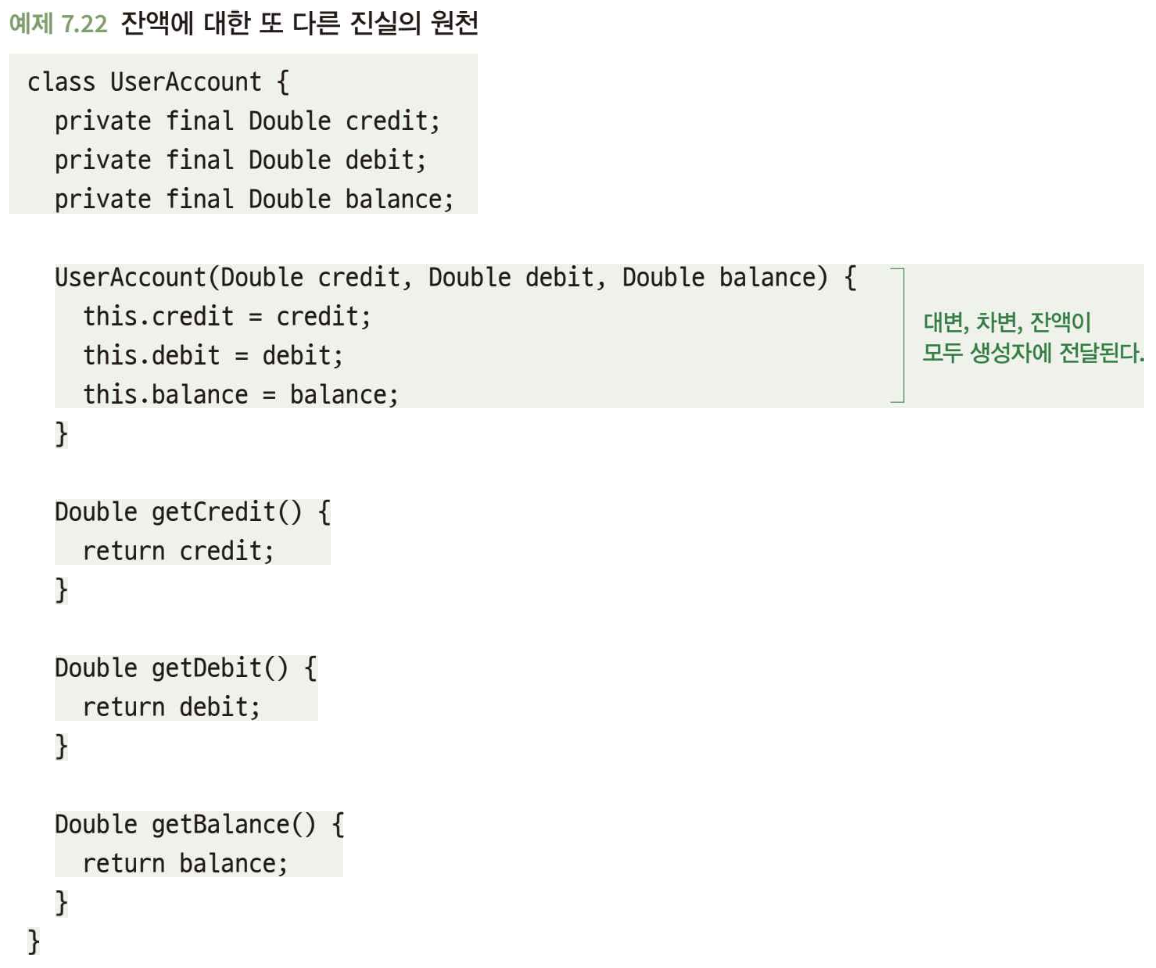 예제 7.22 잔액에 대한 또 다른 진실의 원천
class UserAccount {
private final Double credit;
private final Double debit;
private final Double balance;
UserAccount(Double credit, Double debit, Double balance) {
this.credit = credit;
this.debit = debit;
this.balance = balance;
}
대변, 차변, 잔액이
모두 생성자에 전달된다.
Double getCredit() {
return credit;
}
Double getDebit() {
return debit;
}
Double getBalance() {
return balance;
}
}